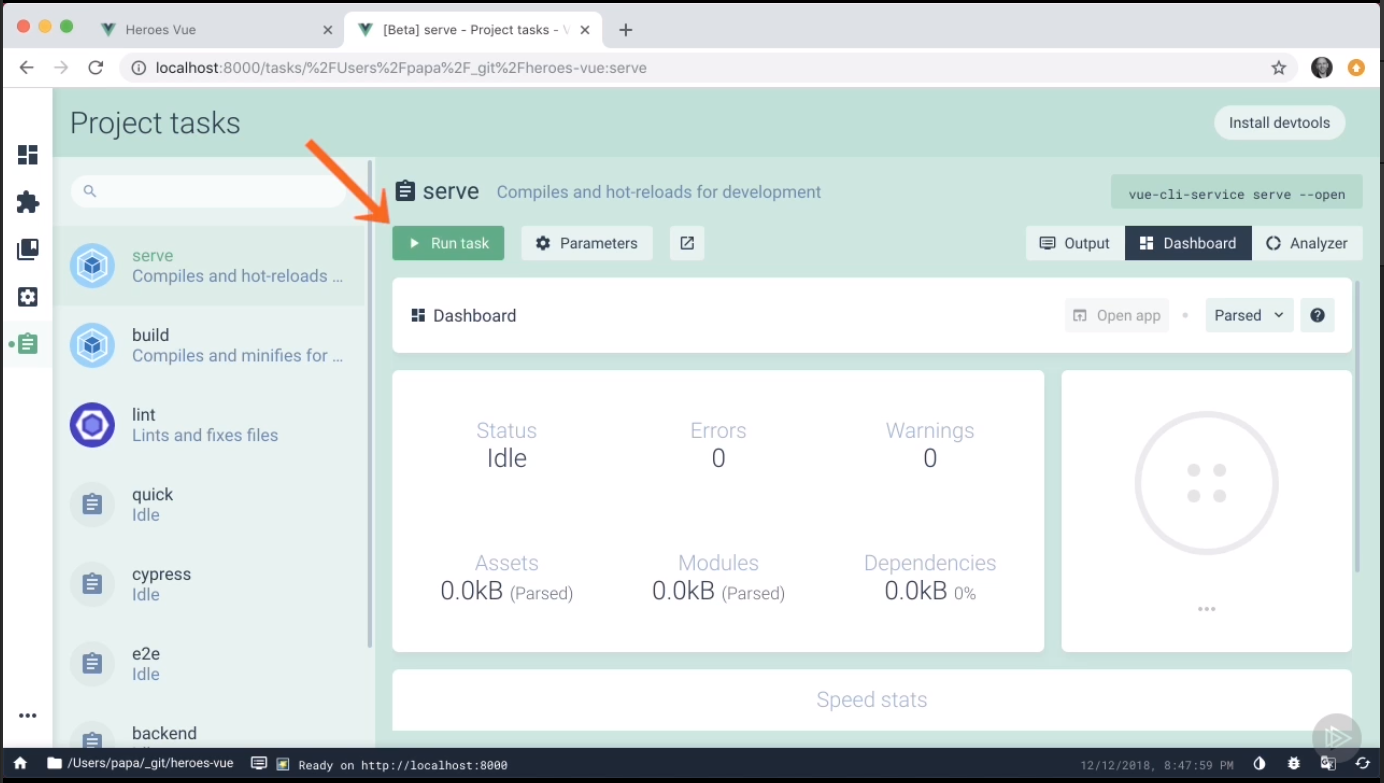 Heroes Vue
[Beta] serve - Project tasks - V
localhost:8000/tasks/%2FUsers%2Fpapa%2F_git%2Fheroes-vue:serve
Project tasks
Install devtools
serve
Compiles and hot-reloads ...
build
Compiles and minifies for ...
lint
Lints and fixes files
quick
Idle
cypress
Idle
e2e
Idle
backend
serve Compiles and hot-reloads for development
vue-cli-service serve --open
Run task Parameters
Output Dashboard Analyzer
Dashboard
Open app Parsed
Status Errors Warnings
Idle 0 0
Assets Modules Dependencies
0.0kB (Parsed) 0.0kB (Parsed) 0.0kB 0%
Speed stats
/Users/papa/_git/heroes-vue Ready on http://localhost:8000 12/12/2018, 8:47:59 PM